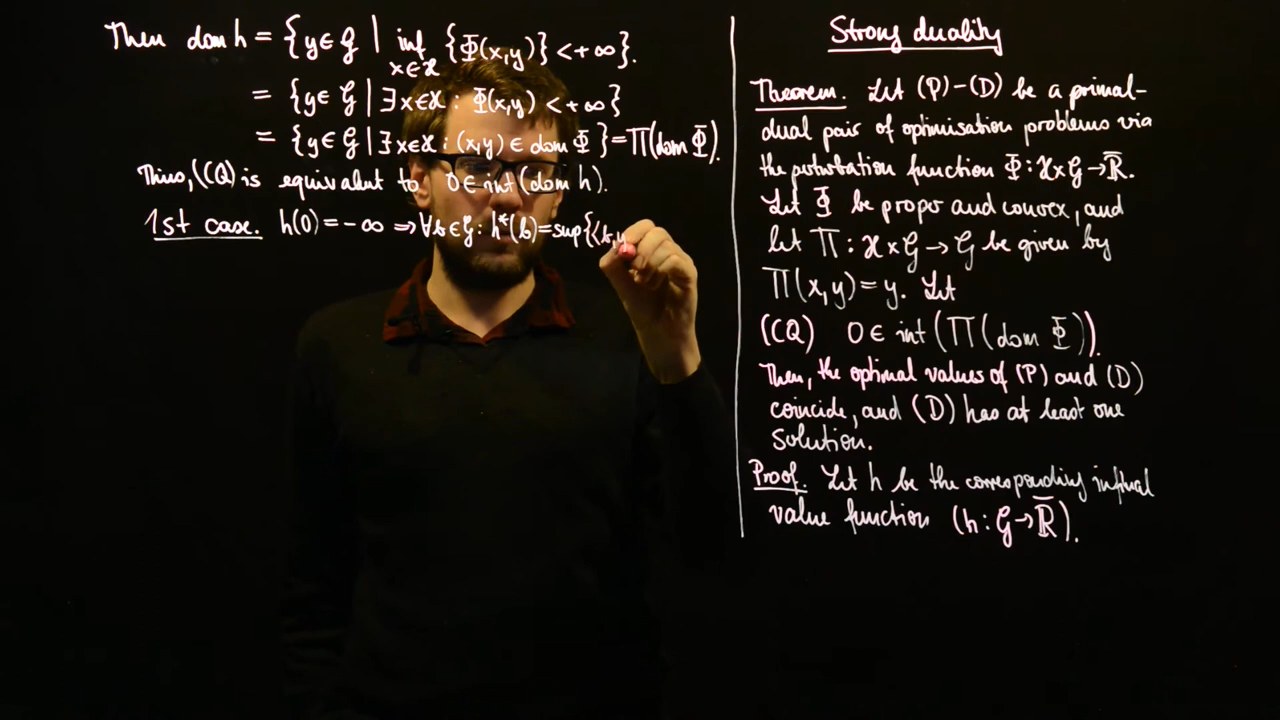 Then dom h = {y ∈ G | inf {Φ(x,y)} < +∞}.
x∈X
= {y ∈ G | ∃ x ∈ X : Φ(x,y) < +∞}
= {y ∈ G | ∃ x ∈ X : (x,y) ∈ dom Φ} = Π(dom Φ).
Thus, (CQ) is equivalent to 0 ∈ int(dom h).
1st case. h(0) = -∞ ⇒ ∀ b ∈ G : h*(b) = sup{⟨b,y
Strong duality
Theorem. Let (P)-(D) be a primal-
dual pair of optimisation problems via
the perturbation function Φ : X × G → R̄.
Let Φ be proper and convex, and
let Π : X × G → G be given by
Π(x,y) = y. Let
(CQ) 0 ∈ int(Π(dom Φ)).
Then, the optimal values of (P) and (D)
coincide, and (D) has at least one
solution.
Proof. Let h be the corresponding infimal
value function (h : G → R̄).